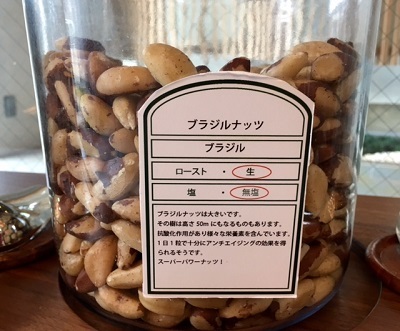 ブラジルナッツ
ブラジル
ロースト ・ 生
塩 ・ 無塩
ブラジルナッツは大きいです。
その樹は高さ 50m にもなるものもあります。
抗酸化作用があり様々な栄養素を含んでいます。
1日1粒で十分にアンチエイジングの効果を得
られるそうです。
スーパーパワーナッツ!